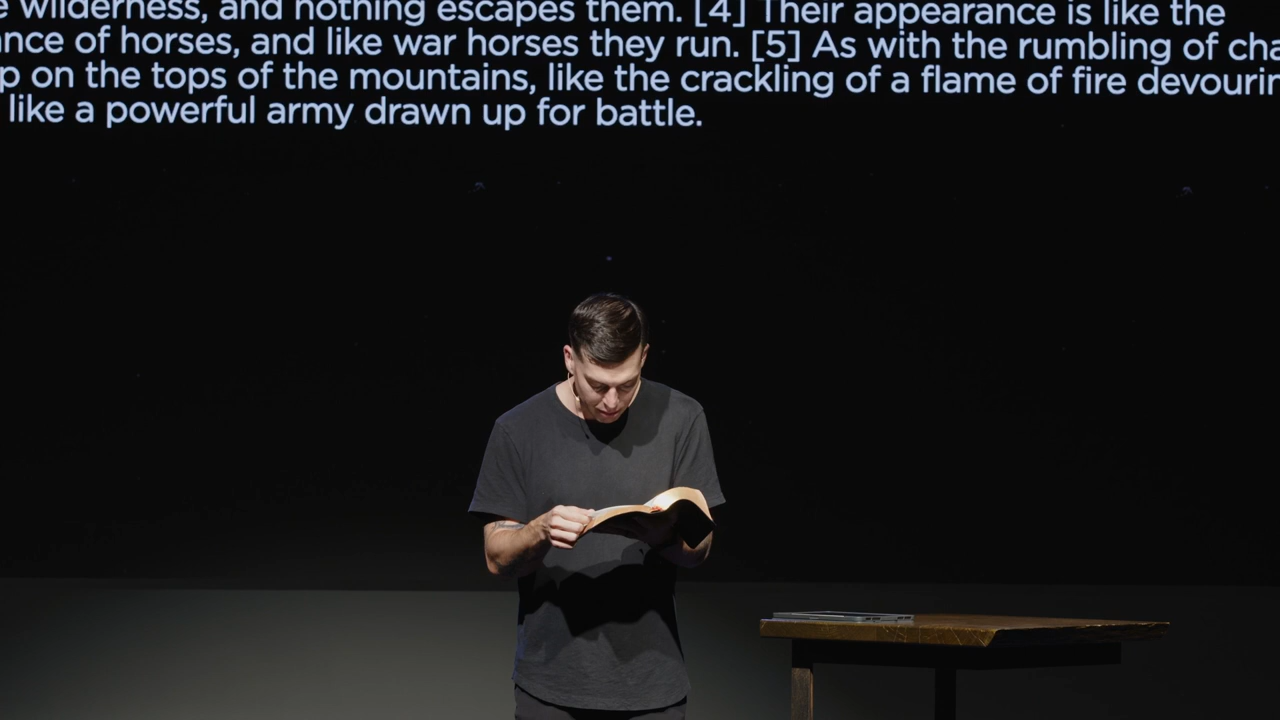 wilderness, and nothing escapes them. [4] Their appearance is like the
of horses, and like war horses they run. [5] As with the rumbling of
on the tops of the mountains, like the crackling of a flame of fire
like a powerful army drawn up for battle.